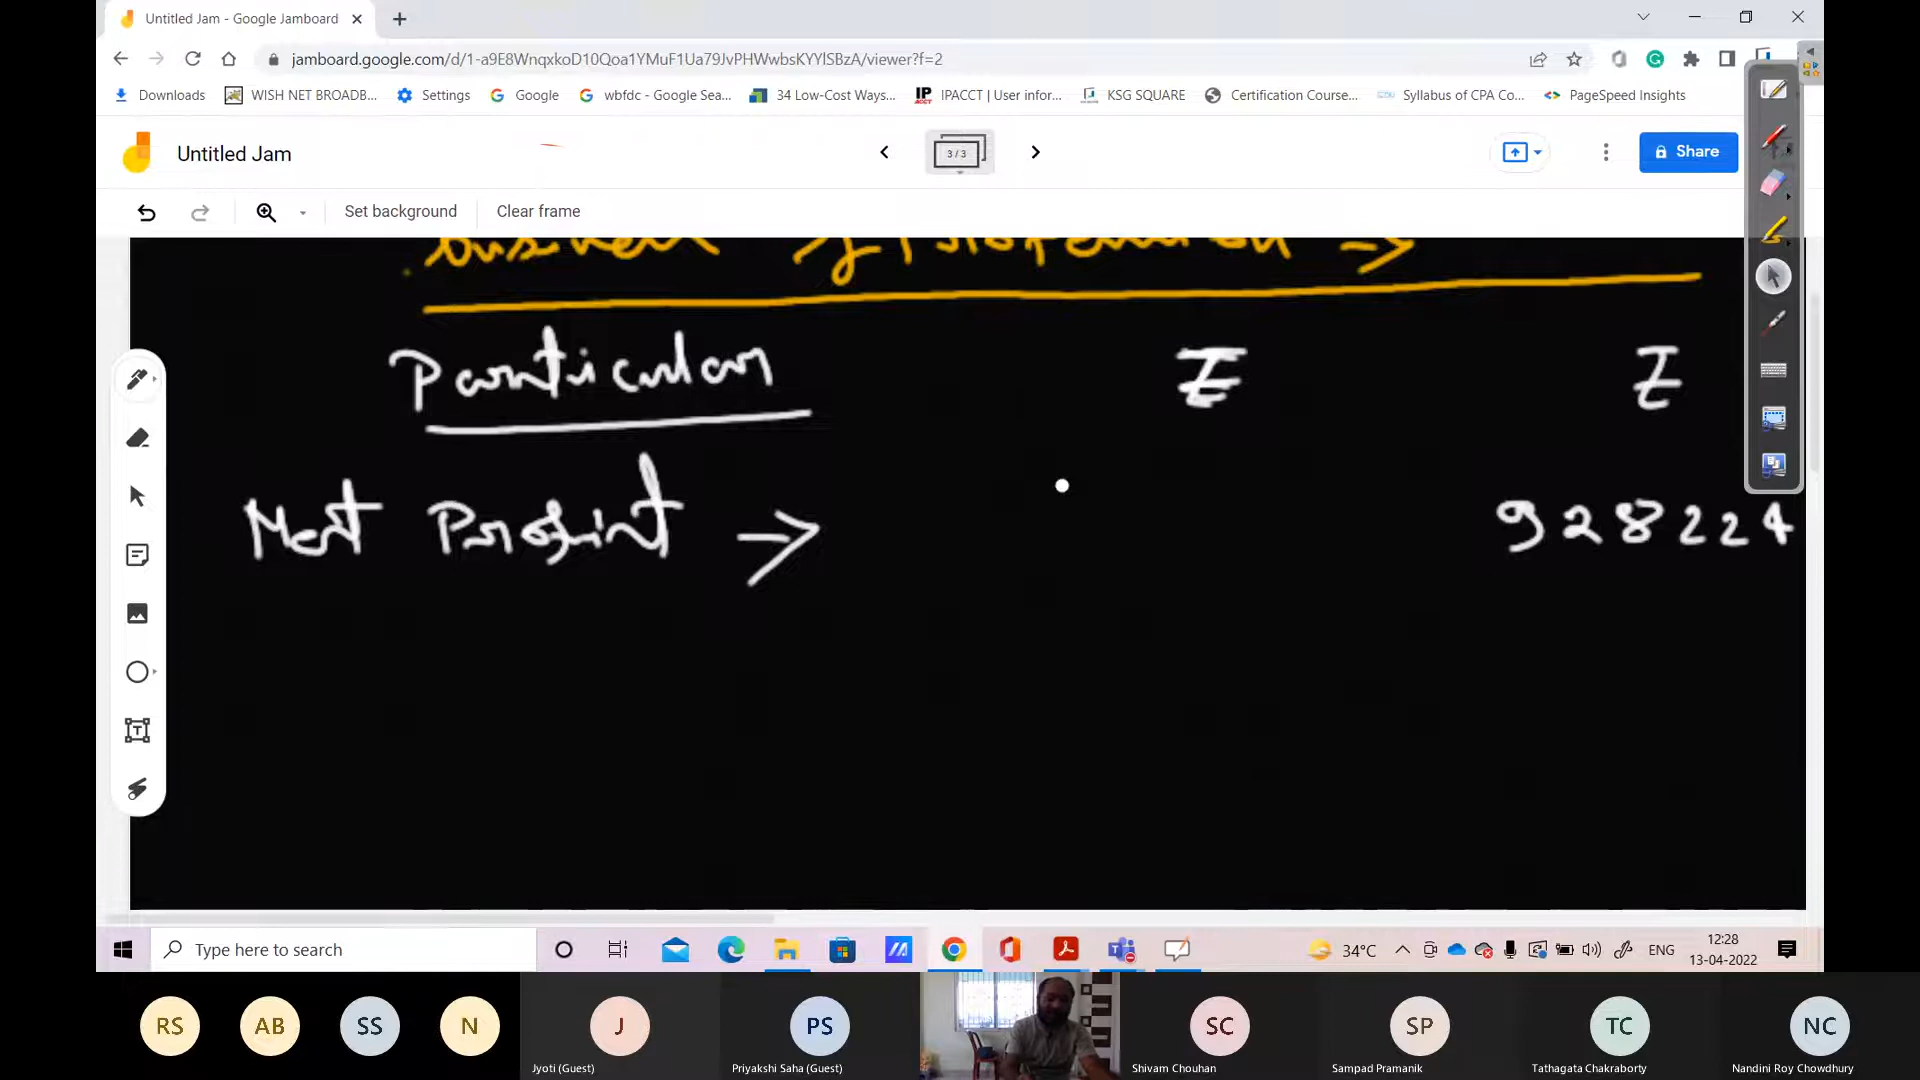 Untitled Jam - Google Jamboard
jamboard.google.com/d/1-a9E8WnqxkoD10Qoa1YMuF1Ua79JvPHWwbsKYYlSBzA/viewer?f=2
Downloads WISH NET BROADB... Settings Google wbfdc - Google Sea... 34 Low-Cost Ways... IP IPACCT | User infor... KSG SQUARE Certification Course... Syllabus of CPA Co... PageSpeed Insights
Untitled Jam 3 / 3 Share
Set background Clear frame
Particular
Net Profit → 928224
Type here to search 34°C ENG 12:28
13-04-2022
RS AB SS N J PS SC SP TC NC
Jyoti (Guest) Priyakshi Saha (Guest) Shivam Chouhan Sampad Pramanik Tathagata Chakraborty Nandini Roy Chowdhury